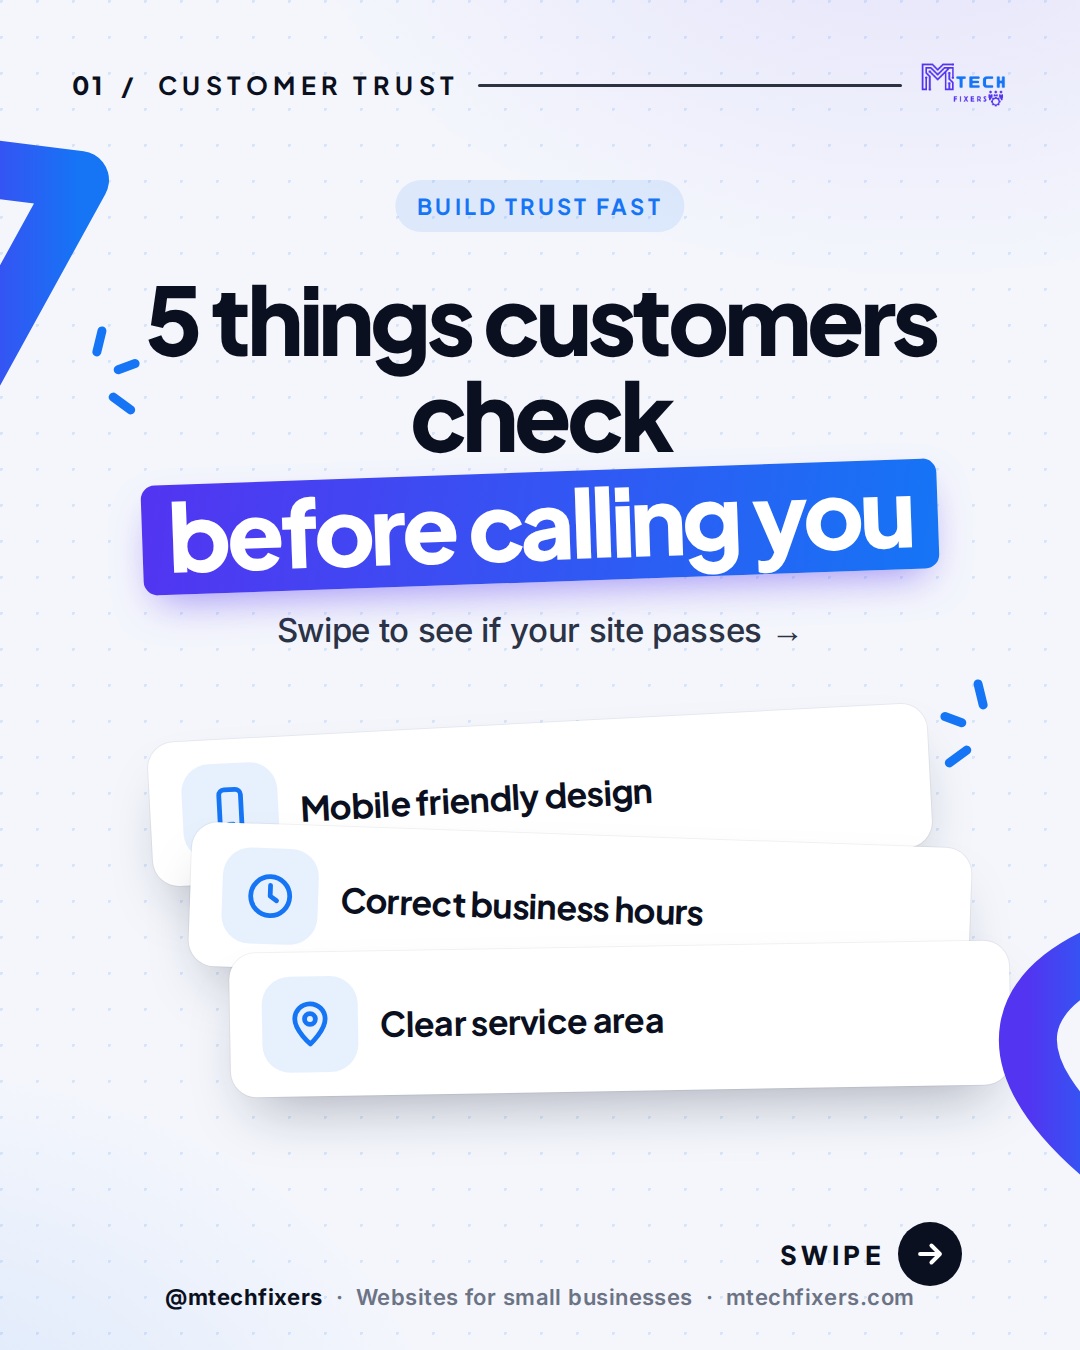 01 / CUSTOMER TRUST
MTECH
FIXERS
BUILD TRUST FAST
5 things customers
check
before calling you
Swipe to see if your site passes →
Mobile friendly design
Correct business hours
Clear service area
SWIPE
@mtechfixers · Websites for small businesses · mtechfixers.com